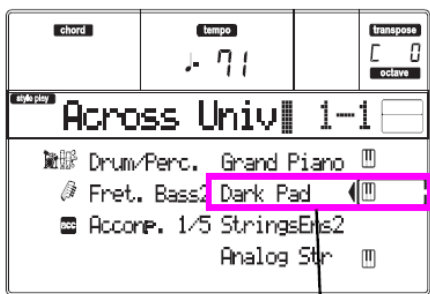 chord tempo transpose
♩= 71 C 0
octave
style play
Across Univ 1-1
Drum/Perc. Grand Piano
Fret. Bass2 Dark Pad
acc Accomp. 1/5 StringsEns2
Analog Str